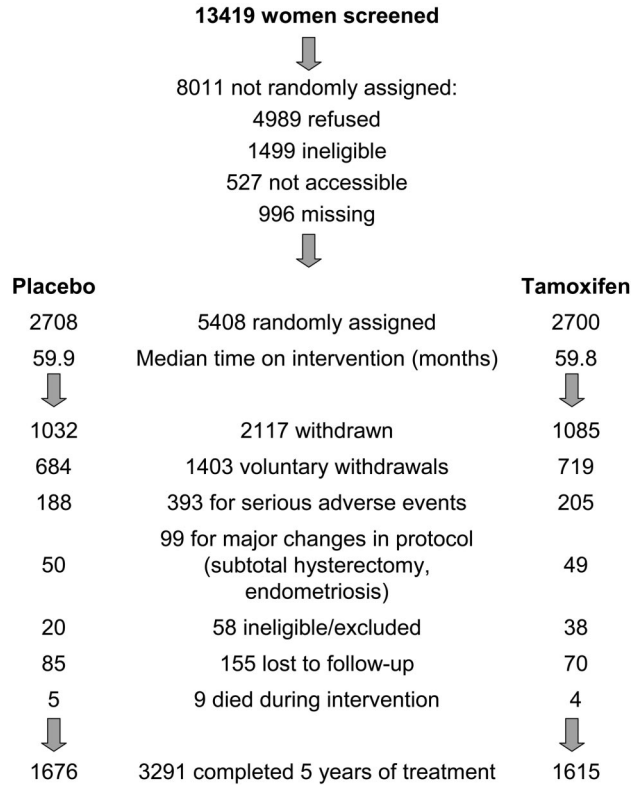 13419 women screened
8011 not randomly assigned:
4989 refused
1499 ineligible
527 not accessible
996 missing
Placebo Tamoxifen
2708 5408 randomly assigned 2700
59.9 Median time on intervention (months) 59.8
1032 2117 withdrawn 1085
684 1403 voluntary withdrawals 719
188 393 for serious adverse events 205
99 for major changes in protocol
50 (subtotal hysterectomy, 49
endometriosis)
20 58 ineligible/excluded 38
85 155 lost to follow-up 70
5 9 died during intervention 4
1676 3291 completed 5 years of treatment 1615